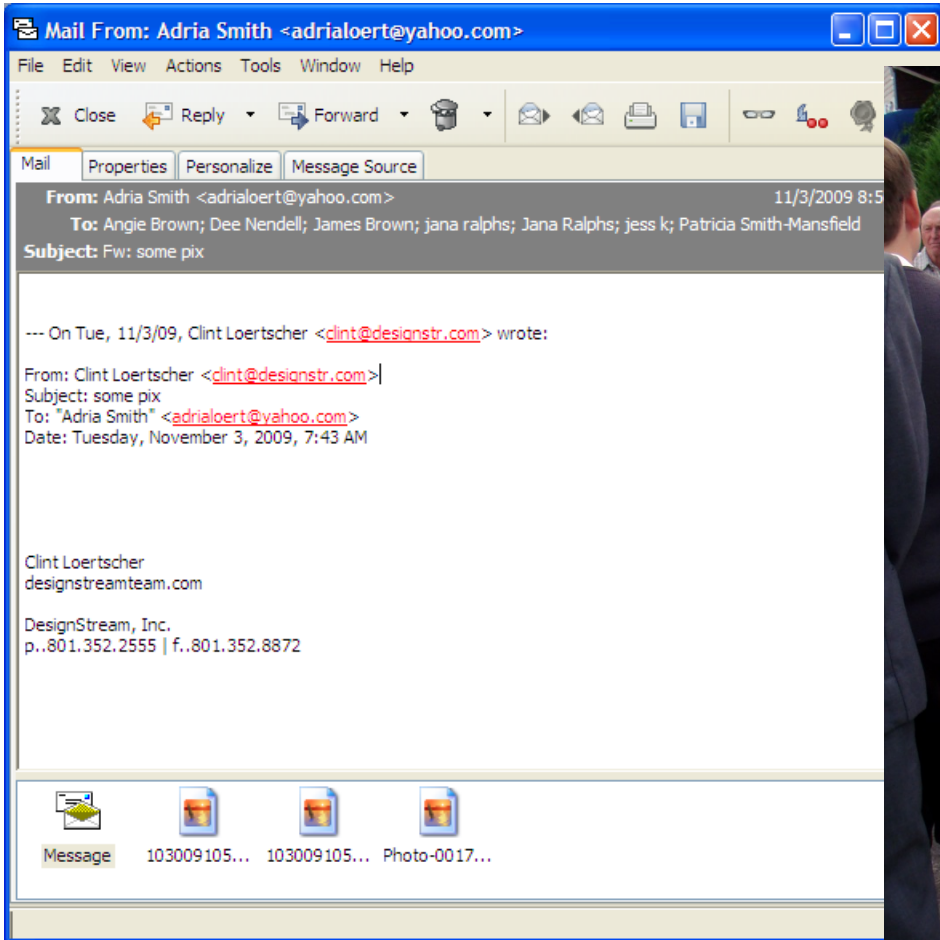 Mail From: Adria Smith <adrialoert@yahoo.com>
File Edit View Actions Tools Window Help
Close Reply Forward
Mail Properties Personalize Message Source
From: Adria Smith <adrialoert@yahoo.com> 11/3/2009 8:5
To: Angie Brown; Dee Nendell; James Brown; jana ralphs; Jana Ralphs; jess k; Patricia Smith-Mansfield
Subject: Fw: some pix
--- On Tue, 11/3/09, Clint Loertscher <clint@designstr.com> wrote:
From: Clint Loertscher <clint@designstr.com>
Subject: some pix
To: "Adria Smith" <adrialoert@yahoo.com>
Date: Tuesday, November 3, 2009, 7:43 AM
Clint Loertscher
designstreamteam.com
DesignStream, Inc.
p..801.352.2555 | f..801.352.8872
Message 103009105... 103009105... Photo-0017...